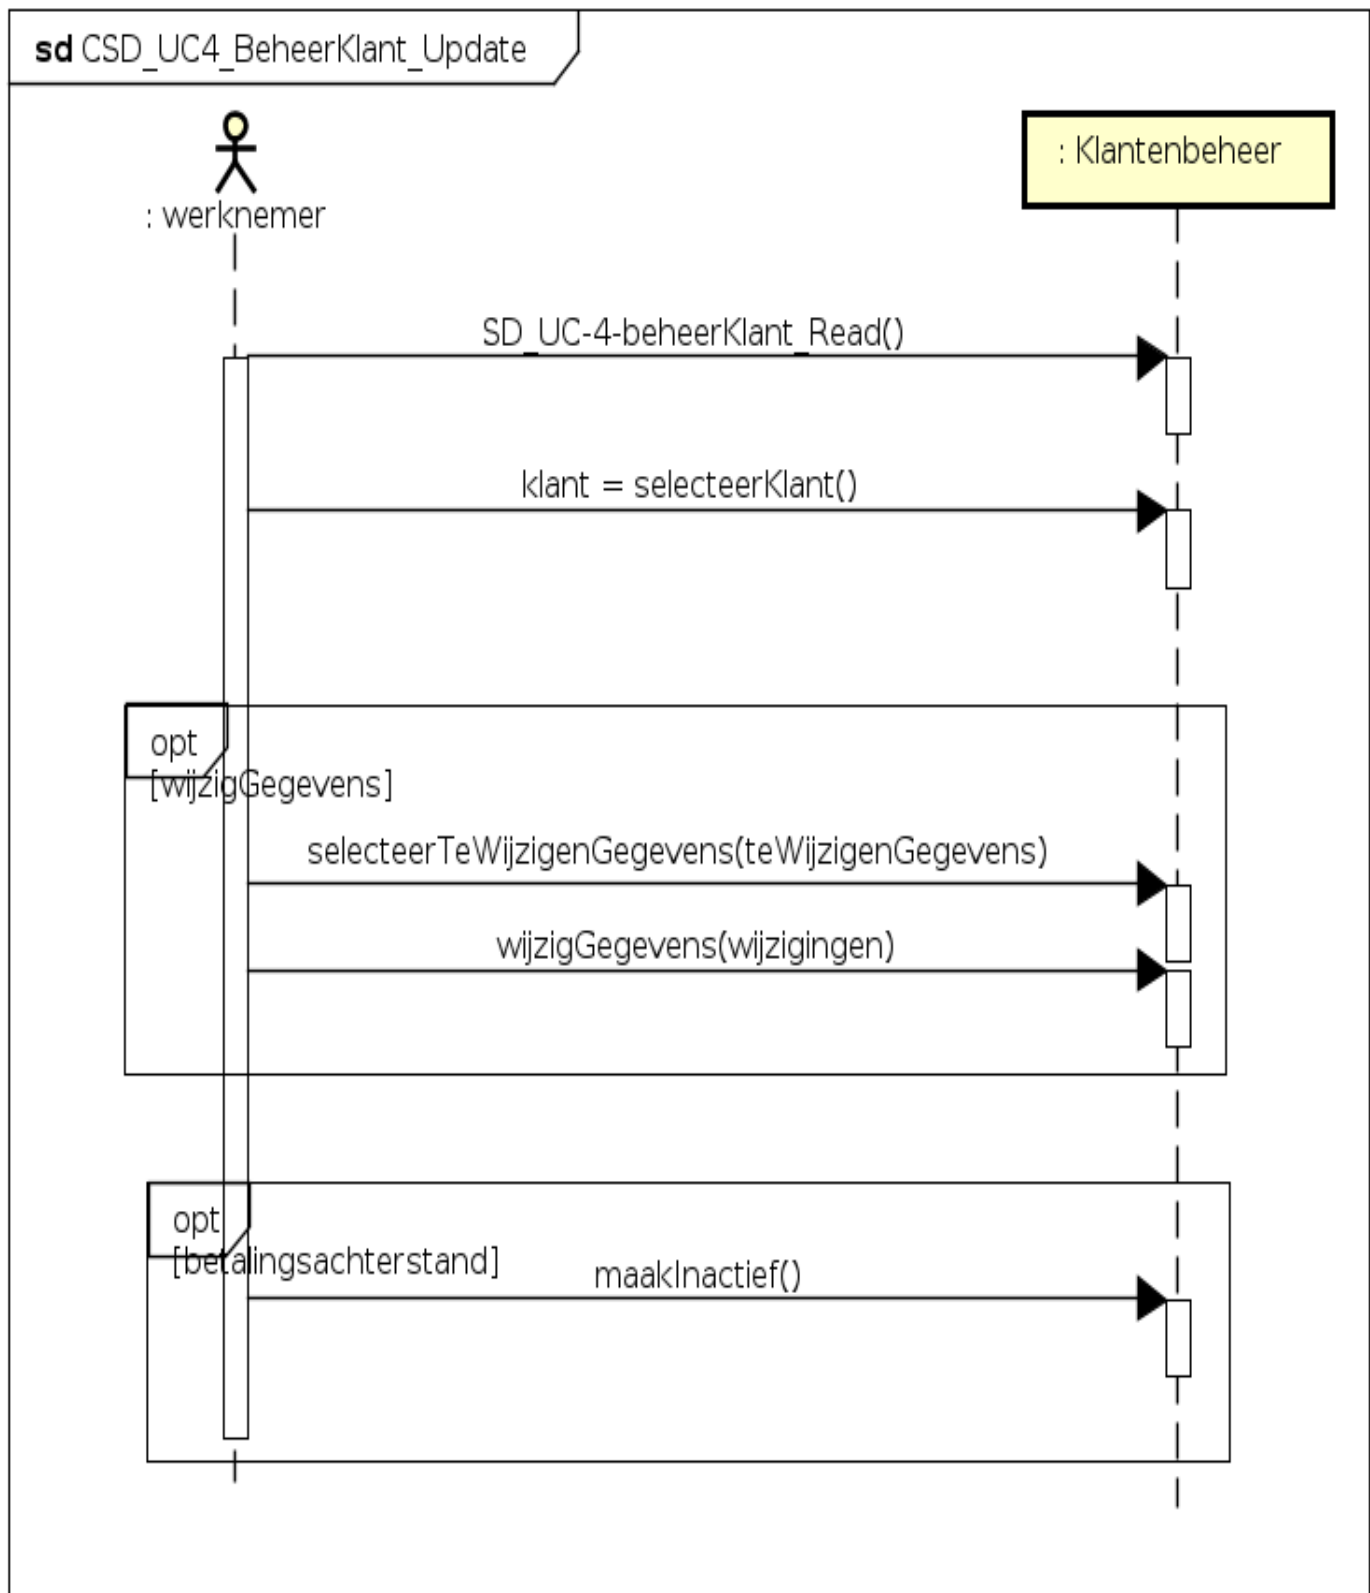 sd CSD_UC4_BeheerKlant_Update
: werknemer
: Klantenbeheer
SD_UC-4-beheerKlant_Read()
klant = selecteerKlant()
opt
[wijzigGegevens]
selecteerTeWijzigenGegevens(teWijzigenGegevens)
wijzigGegevens(wijzigingen)
opt
[betalingsachterstand]
maakInactief()